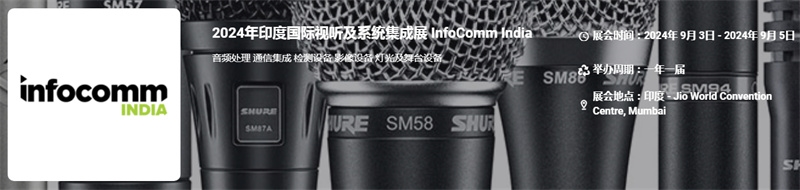 infocomm
INDIA
2024年印度国际视听及系统集成展 InfoComm India
音频处理 通信集成 检测设备 影像设备 灯光及舞台设备
展会时间：2024年 9月 3日 - 2024年 9月 5日
举办周期：一年一届
展会地点：印度 - Jio World Convention
Centre, Mumbai
SM57
SHURE
SM87A
SHURE
SM58
SHURE
SM86
SM94